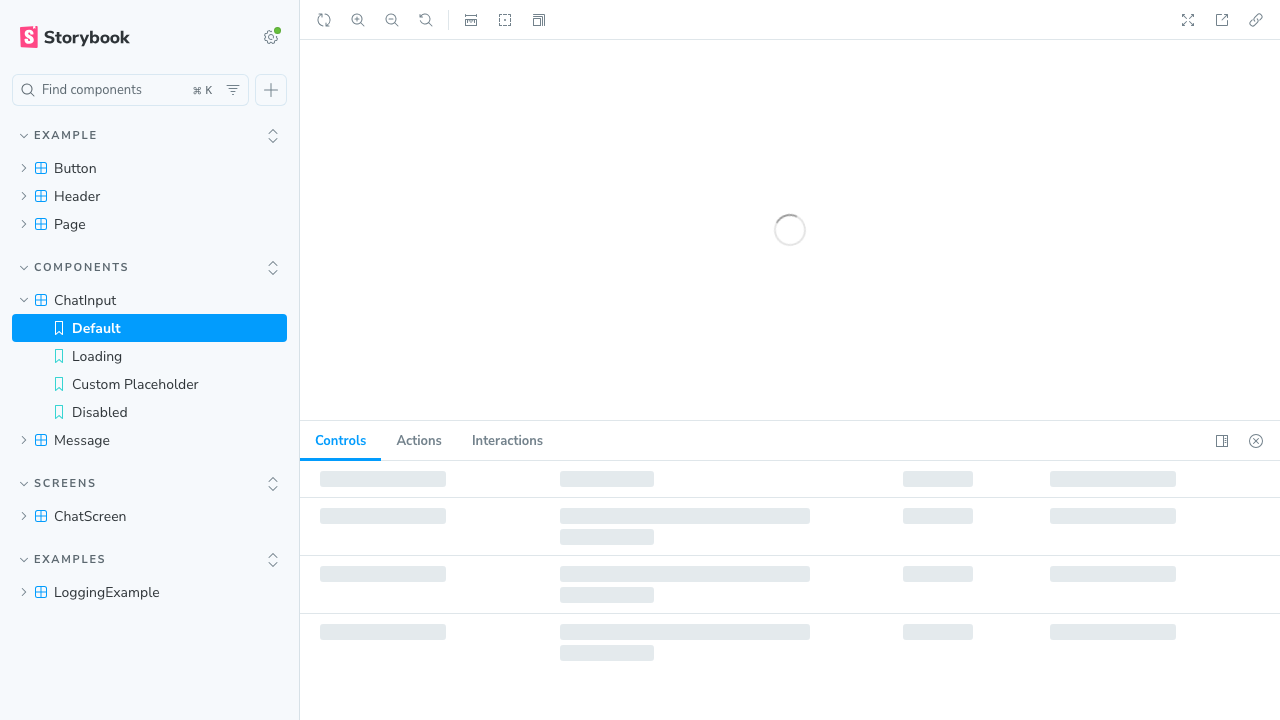 Storybook
Find components
⌘ K
EXAMPLE
Button
Header
Page
COMPONENTS
ChatInput
Default
Loading
Custom Placeholder
Disabled
Message
SCREENS
ChatScreen
EXAMPLES
LoggingExample
Controls Actions Interactions